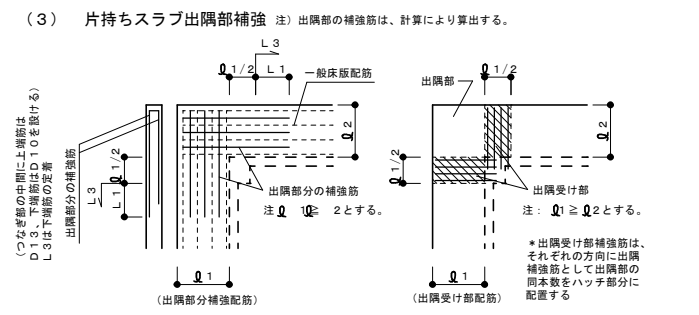 (3) 片持ちスラブ出隅部補強 注）出隅部の補強筋は、計算により算出する。
L3
ℓ1/2 L1
一般床版配筋
ℓ2
出隅部分の補強筋
注 ℓ1≧ℓ2とする。
ℓ1
(出隅部分補強配筋)
(つなぎ部の中間に上端筋は
D13、下端筋はD10を設ける)
L3は下端筋の定着
出隅部分の補強筋
L3
L1 ℓ1/2
ℓ1/2
出隅部
ℓ2
ℓ1/2
出隅受け部
注: ℓ1≧ℓ2とする。
＊出隅受け部補強筋は、
それぞれの方向に出隅
補強筋として出隅部の
同本数をハッチ部分に
配置する
ℓ1
(出隅受け部配筋)